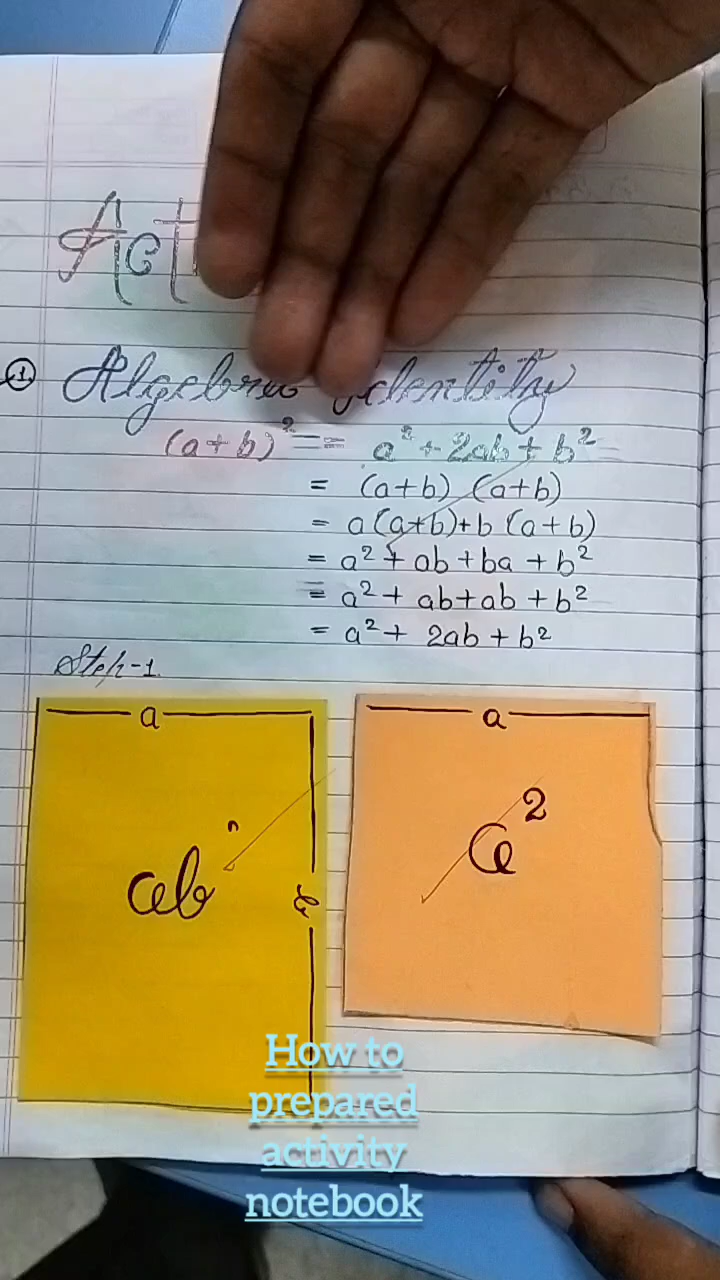 Act
① Algebra Identity
(a+b)² == a² + 2ab + b² =
= (a+b) (a+b)
= a(a+b)+b (a+b)
= a² + ab + ba + b²
= a² + ab+ab + b²
= a² + 2ab + b²
Step-1.
a
ab
b
a
a²
How to
prepared
activity
notebook